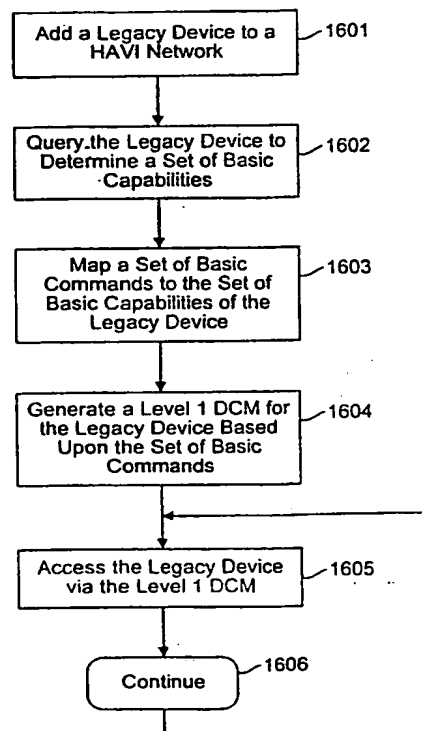 Add a Legacy Device to a
HAVI Network
1601
Query the Legacy Device to
Determine a Set of Basic
Capabilities
1602
Map a Set of Basic
Commands to the Set of
Basic Capabilities of the
Legacy Device
1603
Generate a Level 1 DCM for
the Legacy Device Based
Upon the Set of Basic
Commands
1604
Access the Legacy Device
via the Level 1 DCM
1605
Continue
1606